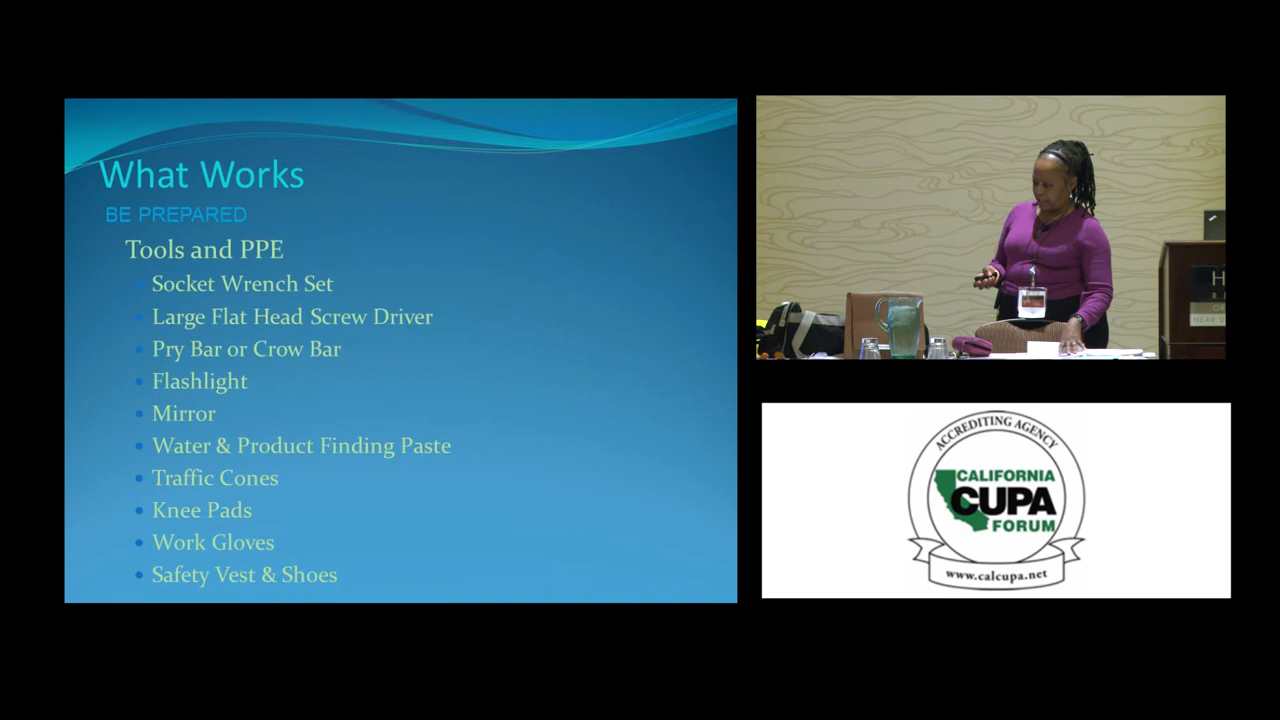 What Works
BE PREPARED
Tools and PPE
Socket Wrench Set
Large Flat Head Screw Driver
Pry Bar or Crow Bar
Flashlight
Mirror
Water & Product Finding Paste
Traffic Cones
Knee Pads
Work Gloves
Safety Vest & Shoes
ACCREDITING AGENCY
CALIFORNIA
CUPA
FORUM
www.calcupa.net